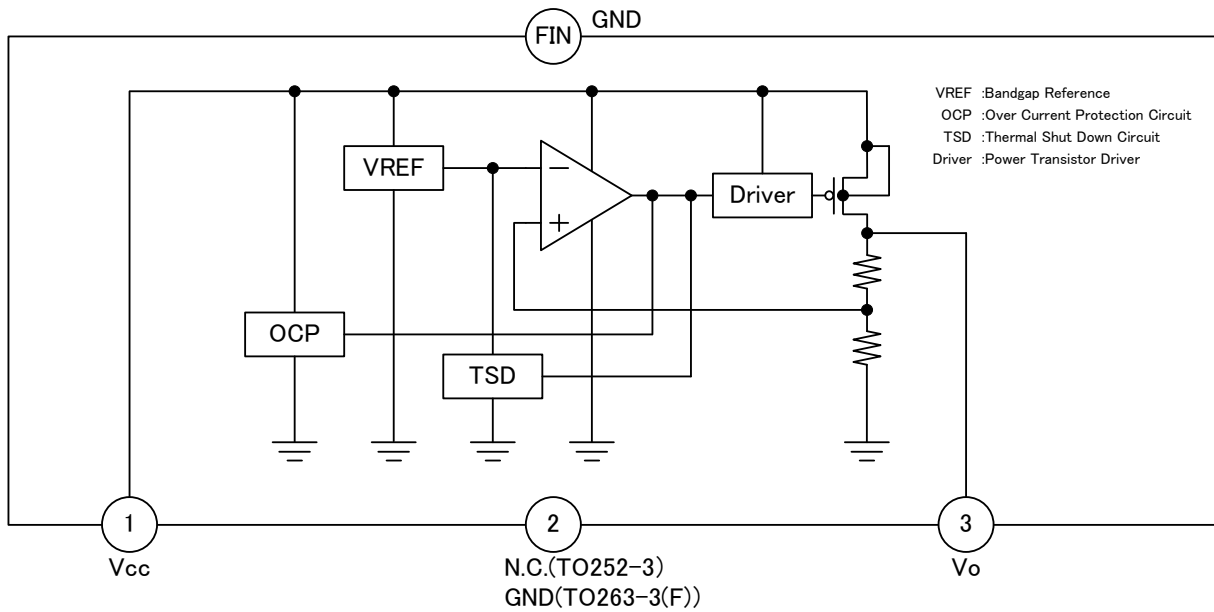 FIN GND
VREF :Bandgap Reference
OCP :Over Current Protection Circuit
TSD :Thermal Shut Down Circuit
Driver :Power Transistor Driver
VREF
−
+
Driver
OCP
TSD
1
2
3
Vcc
N.C.(TO252-3)
GND(TO263-3(F))
Vo